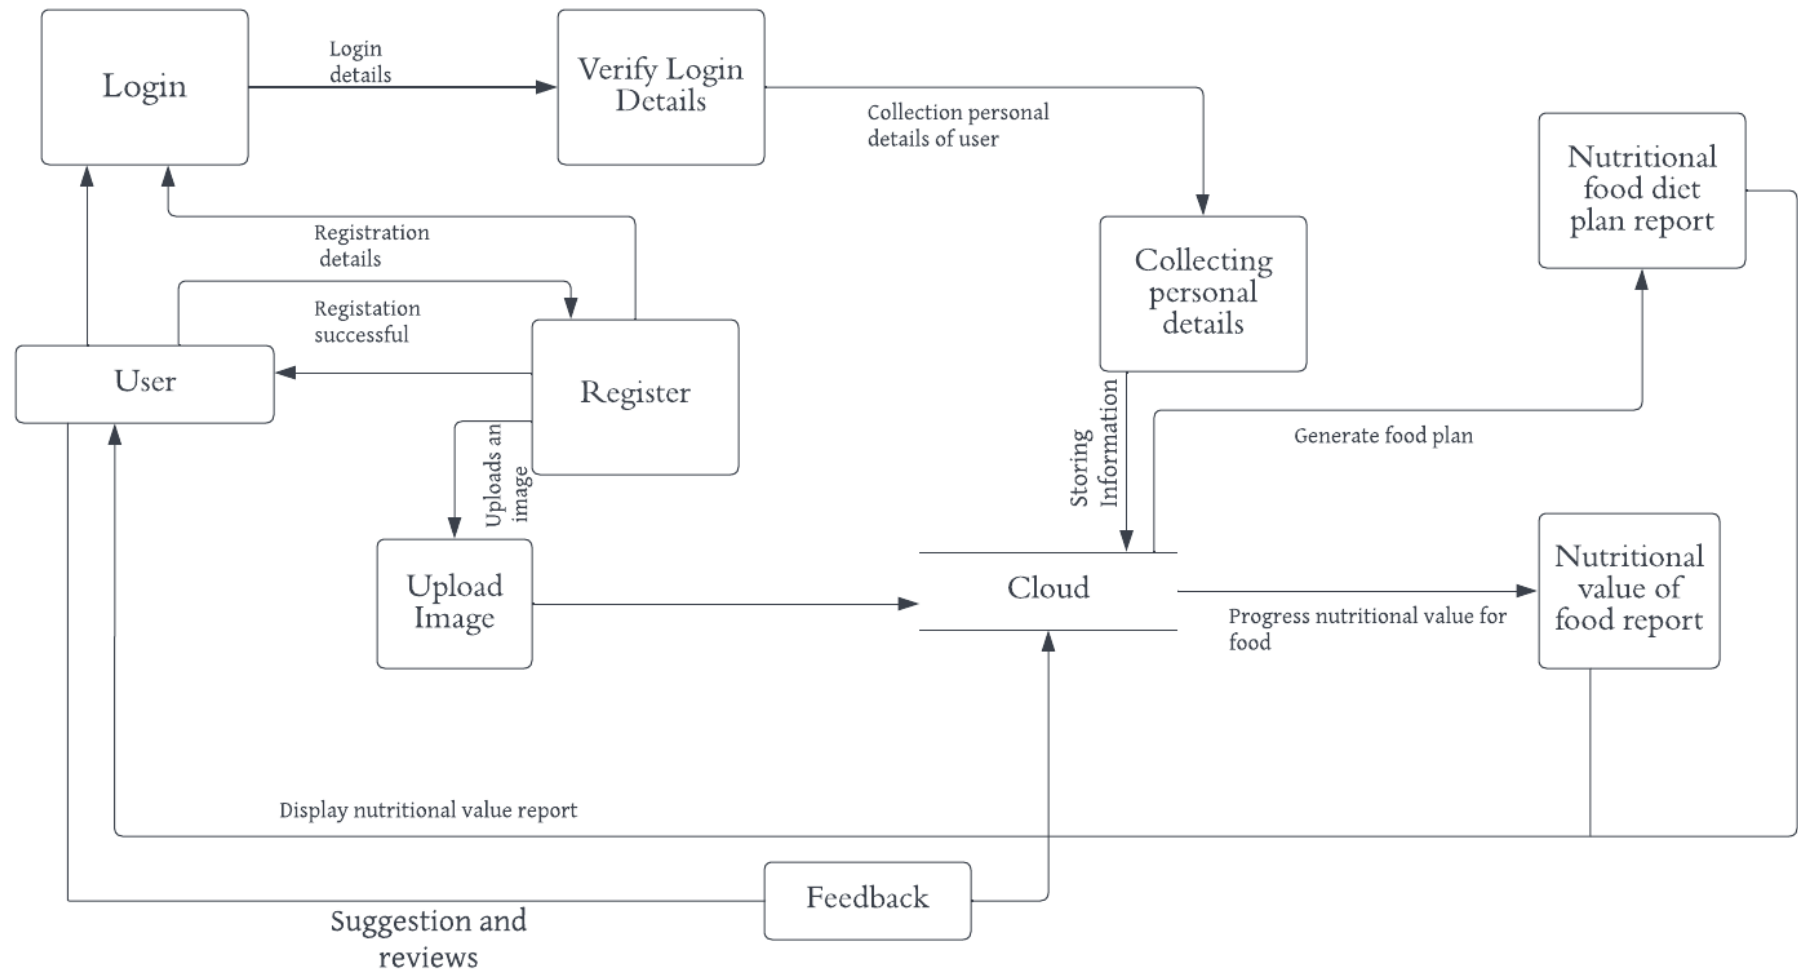 Login
Login
details
Verify Login
Details
Collection personal
details of user
Nutritional
food diet
plan report
Registration
details
Registation
successful
Collecting
personal
details
User
Register
Uploads an
image
Storing
Information
Generate food plan
Upload
Image
Cloud
Nutritional
value of
food report
Progress nutritional value for
food
Display nutritional value report
Feedback
Suggestion and
reviews